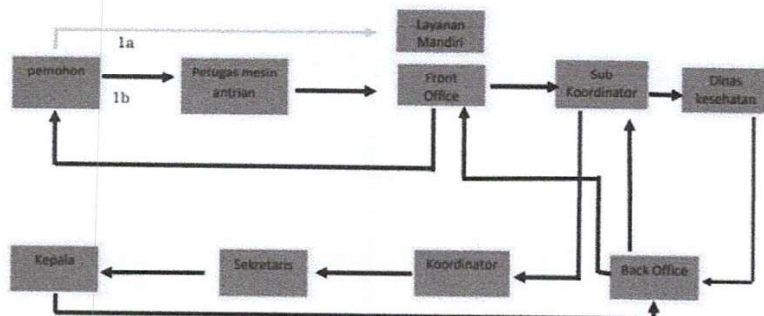 1a
Layanan
Mandiri
pemohon
1b
Petugas mesin
antrian
Front
Office
Sub
Koordinator
Dinas
kesehatan
Kepala
Sekretaris
Koordinator
Back Office